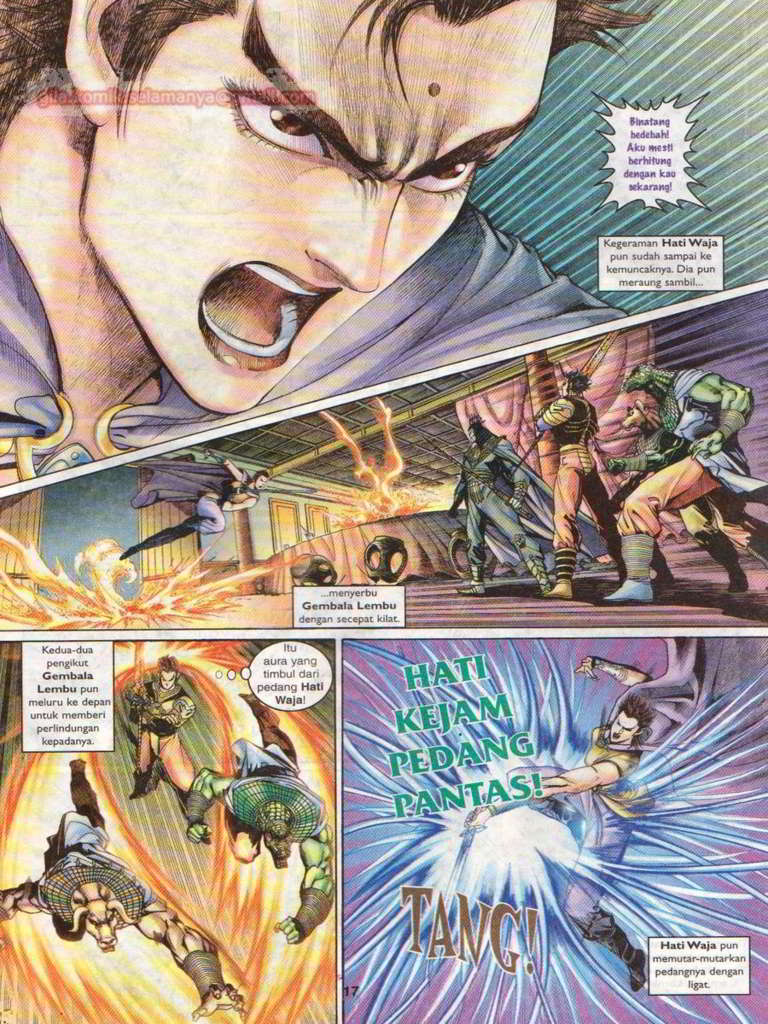 Binatang
bedebah!
Aku mesti
berhitung
dengan kau
sekarang!
Kegeraman Hati Waja
pun sudah sampai ke
kemuncaknya. Dia pun
meraung sambil...
...menyerbu
Gembala Lembu
dengan secepat kilat.
Kedua-dua
pengikut
Gembala
Lembu pun
meluru ke depan
untuk memberi
perlindungan
kepadanya.
Itu
aura yang
timbul dari
pedang Hati
Waja!
HATI
KEJAM
PEDANG
PANTAS!
TANG!
Hati Waja pun
memutar-mutarkan
pedangnya dengan
ligat.
17